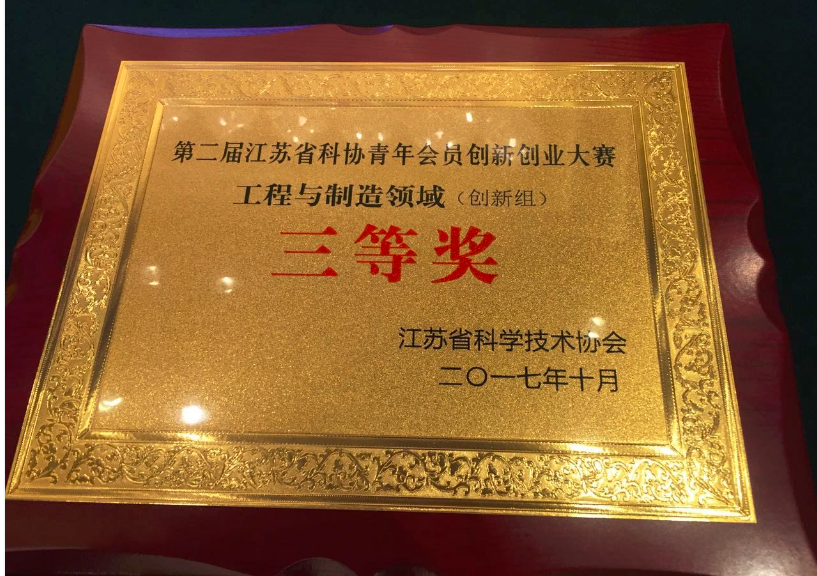 第二届江苏省科协青年会员创新创业大赛
工程与制造领域（创新组）
三等奖
江苏省科学技术协会
二〇一七年十月